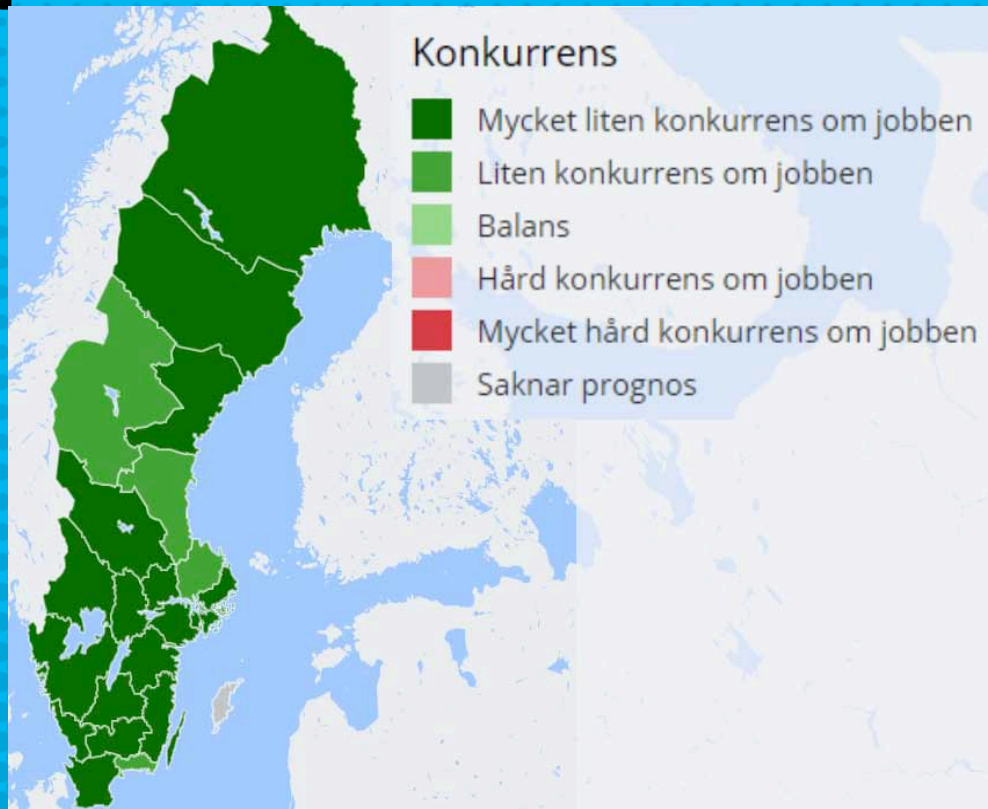 Konkurrens
Mycket liten konkurrens om jobben
Liten konkurrens om jobben
Balans
Hård konkurrens om jobben
Mycket hård konkurrens om jobben
Saknar prognos